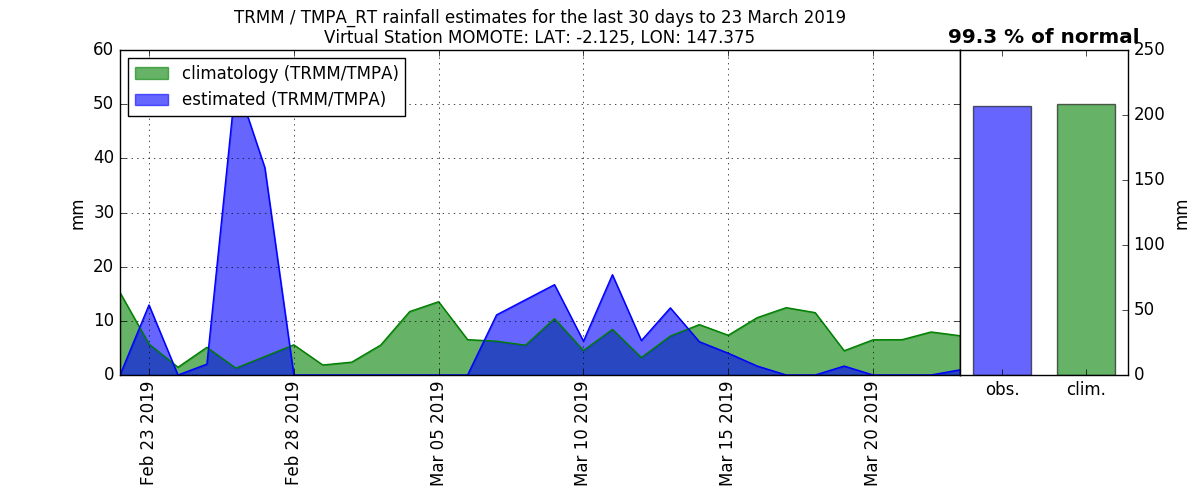 TRMM / TMPA_RT rainfall estimates for the last 30 days to 23 March 2019
Virtual Station MOMOTE: LAT: -2.125, LON: 147.375
99.3 % of normal
climatology (TRMM/TMPA)
estimated (TRMM/TMPA)
60
50
40
30
20
10
0
mm
250
200
150
100
50
0
mm
Feb 23 2019
Feb 28 2019
Mar 05 2019
Mar 10 2019
Mar 15 2019
Mar 20 2019
obs.
clim.